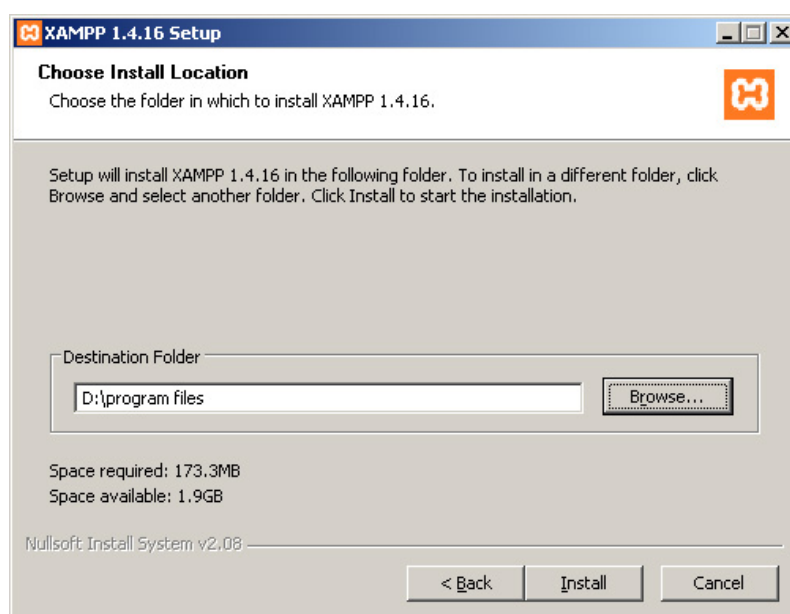 XAMPP 1.4.16 Setup
Choose Install Location
Choose the folder in which to install XAMPP 1.4.16.
Setup will install XAMPP 1.4.16 in the following folder. To install in a different folder, click
Browse and select another folder. Click Install to start the installation.
Destination Folder
D:\program files
Browse...
Space required: 173.3MB
Space available: 1.9GB
Nullsoft Install System v2.08
< Back Install Cancel